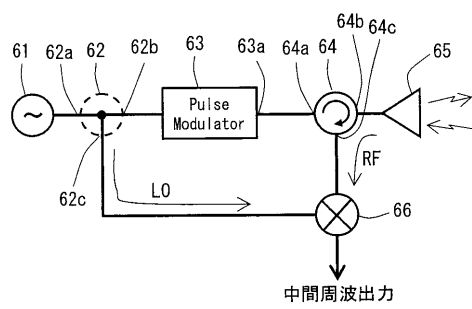 61
62a
62
62b
63
63a
64a
64
64b
64c
65
~
Pulse
Modulator
RF
LO
62c
66
中間周波出力